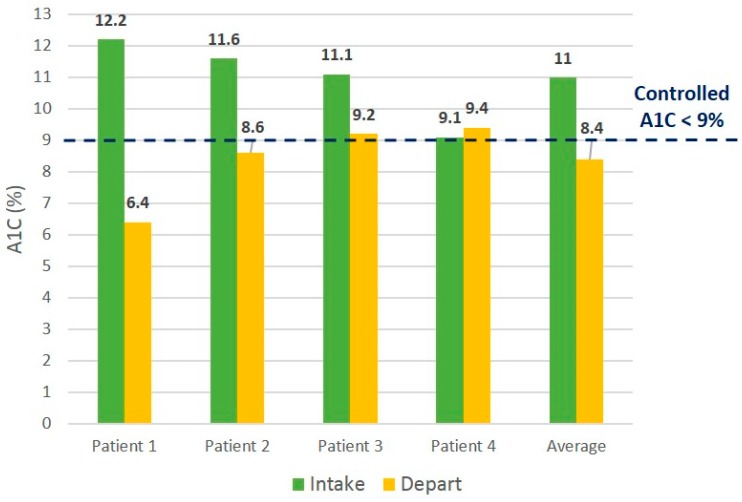 13
12
11
10
9
8
7
6
5
4
3
2
1
0
A1C (%)
12.2
6.4
11.6
8.6
11.1
9.2
9.1
9.4
11
8.4
Controlled
A1C < 9%
Patient 1
Patient 2
Patient 3
Patient 4
Average
Intake
Depart